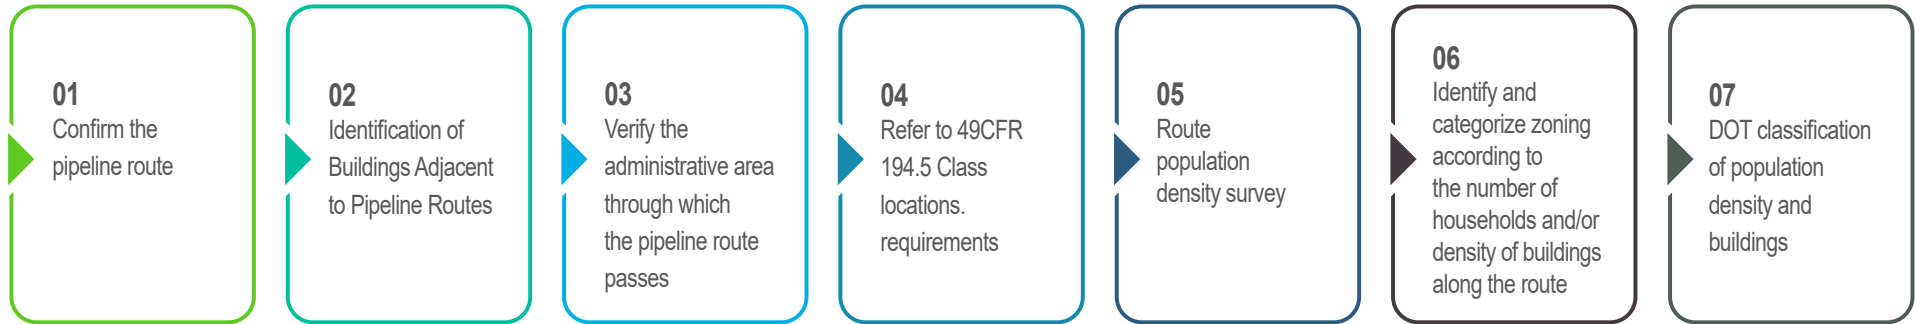 01
Confirm the
pipeline route
02
Identification of
Buildings Adjacent
to Pipeline Routes
03
Verify the
administrative area
through which
the pipeline route
passes
04
Refer to 49CFR
194.5 Class
locations.
requirements
05
Route
population
density survey
06
Identify and
categorize zoning
according to
the number of
households and/or
density of buildings
along the route
07
DOT classification
of population
density and
buildings